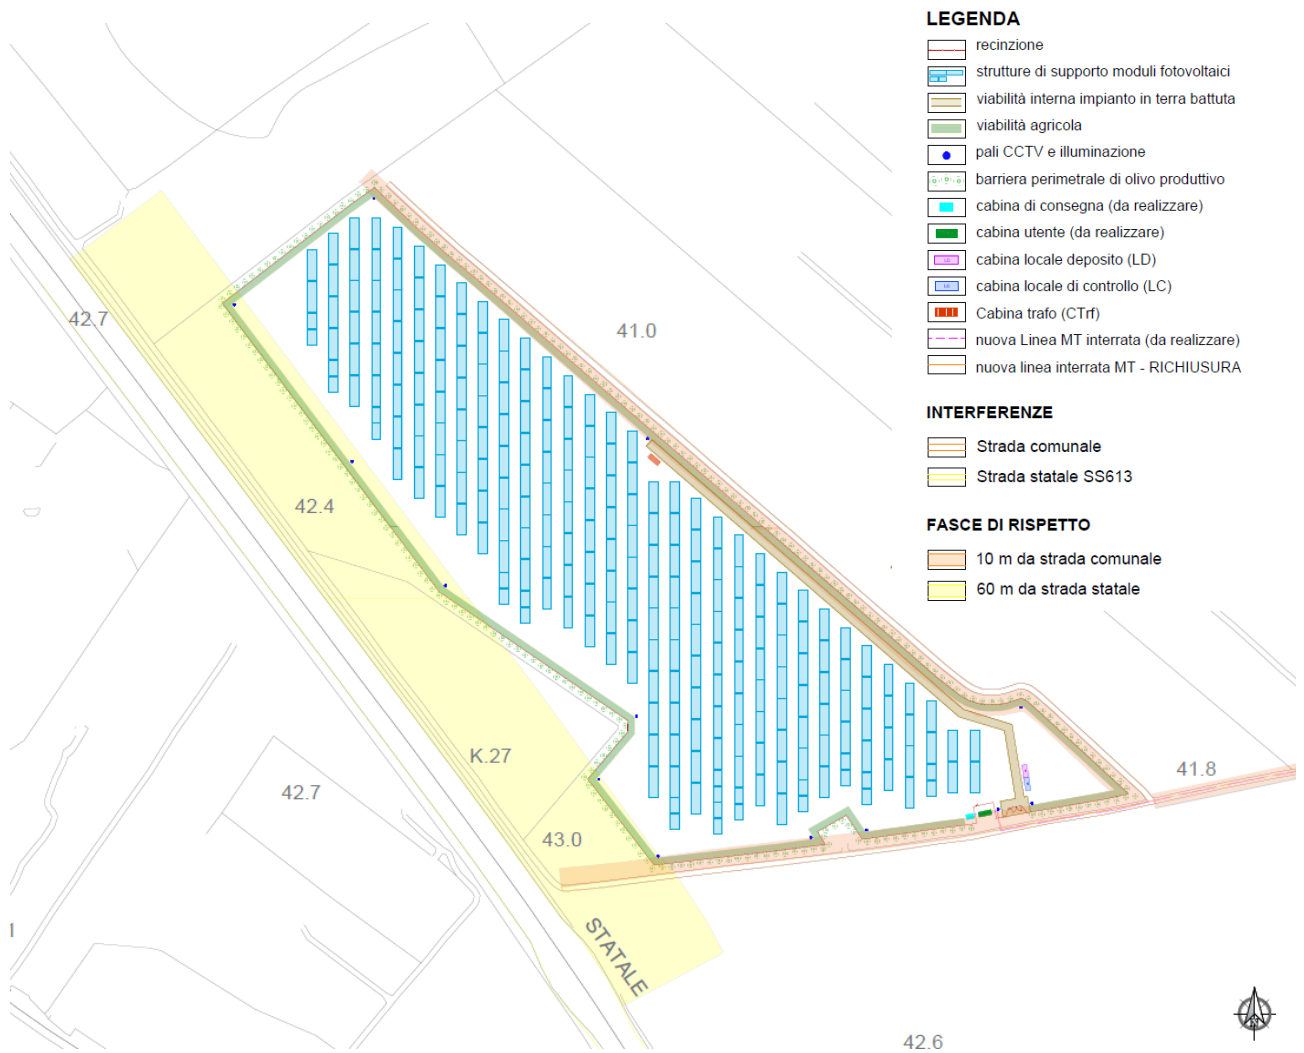 LEGENDA
recinzione
strutture di supporto moduli fotovoltaici
viabilità interna impianto in terra battuta
viabilità agricola
pali CCTV e illuminazione
barriera perimetrale di olivo produttivo
cabina di consegna (da realizzare)
cabina utente (da realizzare)
cabina locale deposito (LD)
cabina locale di controllo (LC)
Cabina trafo (CTrf)
nuova Linea MT interrata (da realizzare)
nuova linea interrata MT - RICHIUSURA
INTERFERENZE
Strada comunale
Strada statale SS613
FASCE DI RISPETTO
10 m da strada comunale
60 m da strada statale
42.7
41.0
42.4
K.27
42.7
41.8
43.0
STATALE
42.6